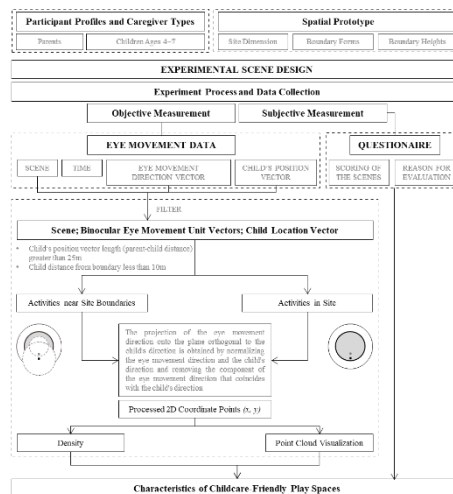 Participant Profiles and Caregiver Types
Spatial Prototype
Parents
Children Ages 4~7
Site Dimension
Boundary Forms
Boundary Heights
EXPERIMENTAL SCENE DESIGN
Experiment Process and Data Collection
Objective Measurement
Subjective Measurement
EYE MOVEMENT DATA
QUESTIONAIRE
SCENE
TIME
EYE MOVEMENT
DIRECTION VECTOR
CHILD'S POSITION
VECTOR
SCORING OF
THE SCENES
REASON FOR
EVALUATION
FILTER
Scene; Binocular Eye Movement Unit Vectors; Child Location Vector
• Child's position vector length (parent-child distance)
greater than 25m
• Child distance from boundary less than 10m
Activities near Site Boundaries
Activities in Site
The projection of the eye movement
direction onto the plane orthogonal to
the child's direction is obtained by normalizing
the eye movement direction and the child's
direction and removing the component of
the eye movement direction that coincides
with the child's direction
Processed 2D Coordinate Points (x, y)
Density
Point Cloud Visualization
Characteristics of Childcare-Friendly Play Spaces